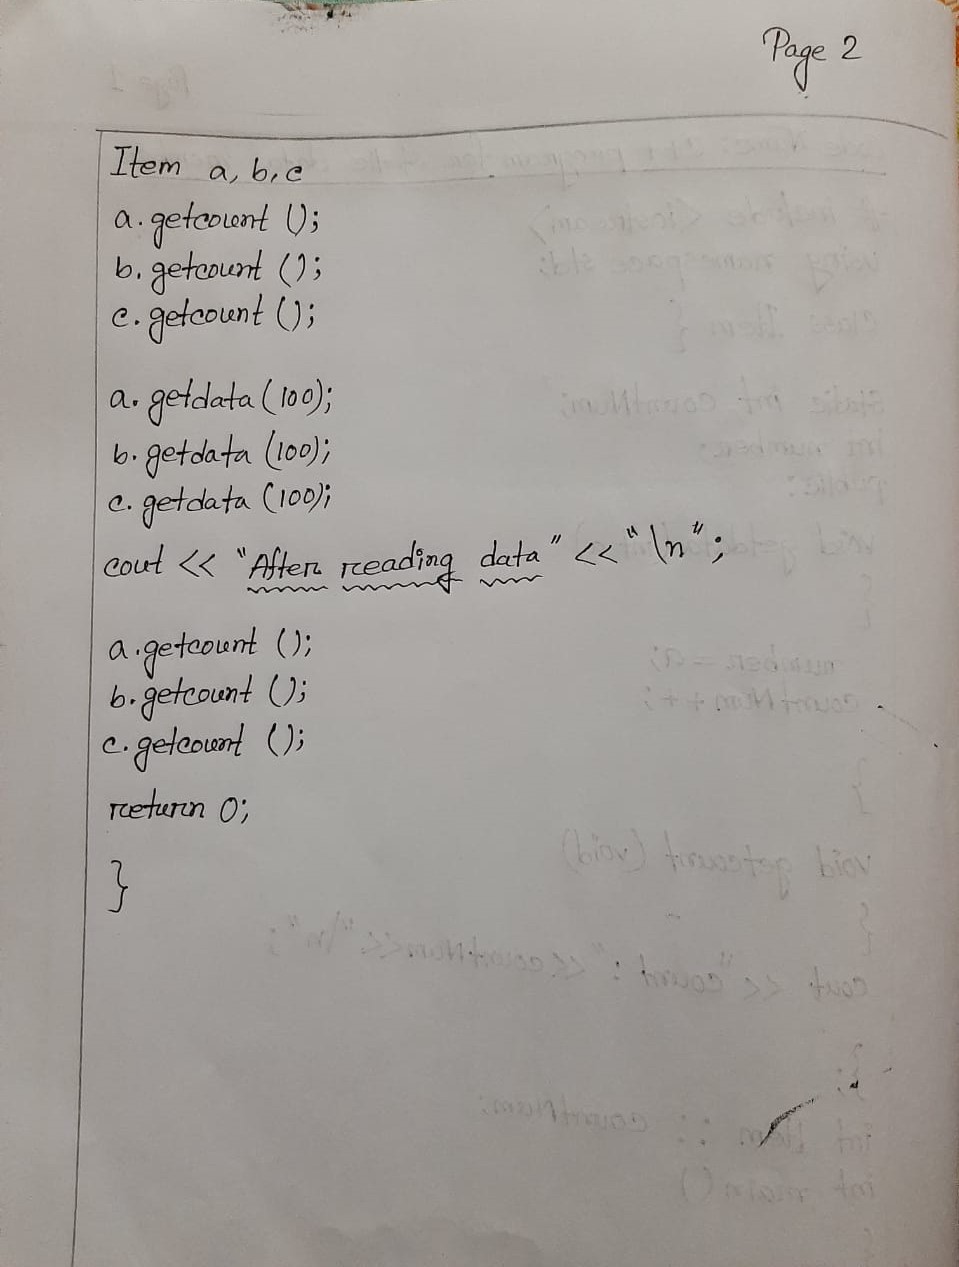 Page 2
Item a, b, c
a. getcount ();
b. getcount ();
c. getcount ();
a. getdata (100);
b. getdata (100);
c. getdata (100);
cout << "After reading data" << "\n";
a. getcount ();
b. getcount ();
c. getcount ();
return 0;
}